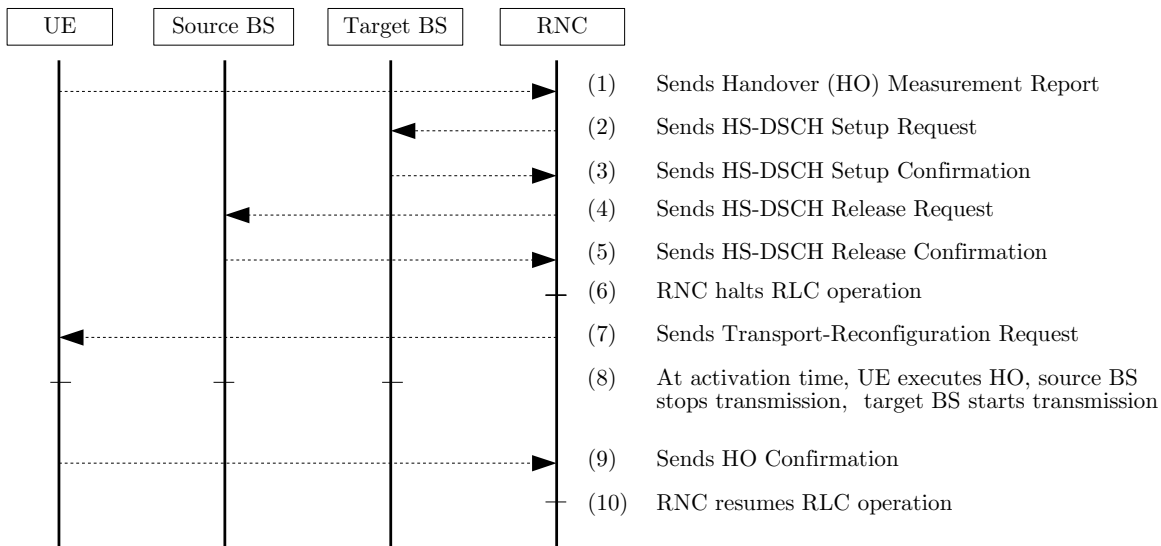 UE Source BS Target BS RNC
(1) Sends Handover (HO) Measurement Report
(2) Sends HS-DSCH Setup Request
(3) Sends HS-DSCH Setup Confirmation
(4) Sends HS-DSCH Release Request
(5) Sends HS-DSCH Release Confirmation
(6) RNC halts RLC operation
(7) Sends Transport-Reconfiguration Request
(8) At activation time, UE executes HO, source BS
stops transmission, target BS starts transmission
(9) Sends HO Confirmation
(10) RNC resumes RLC operation